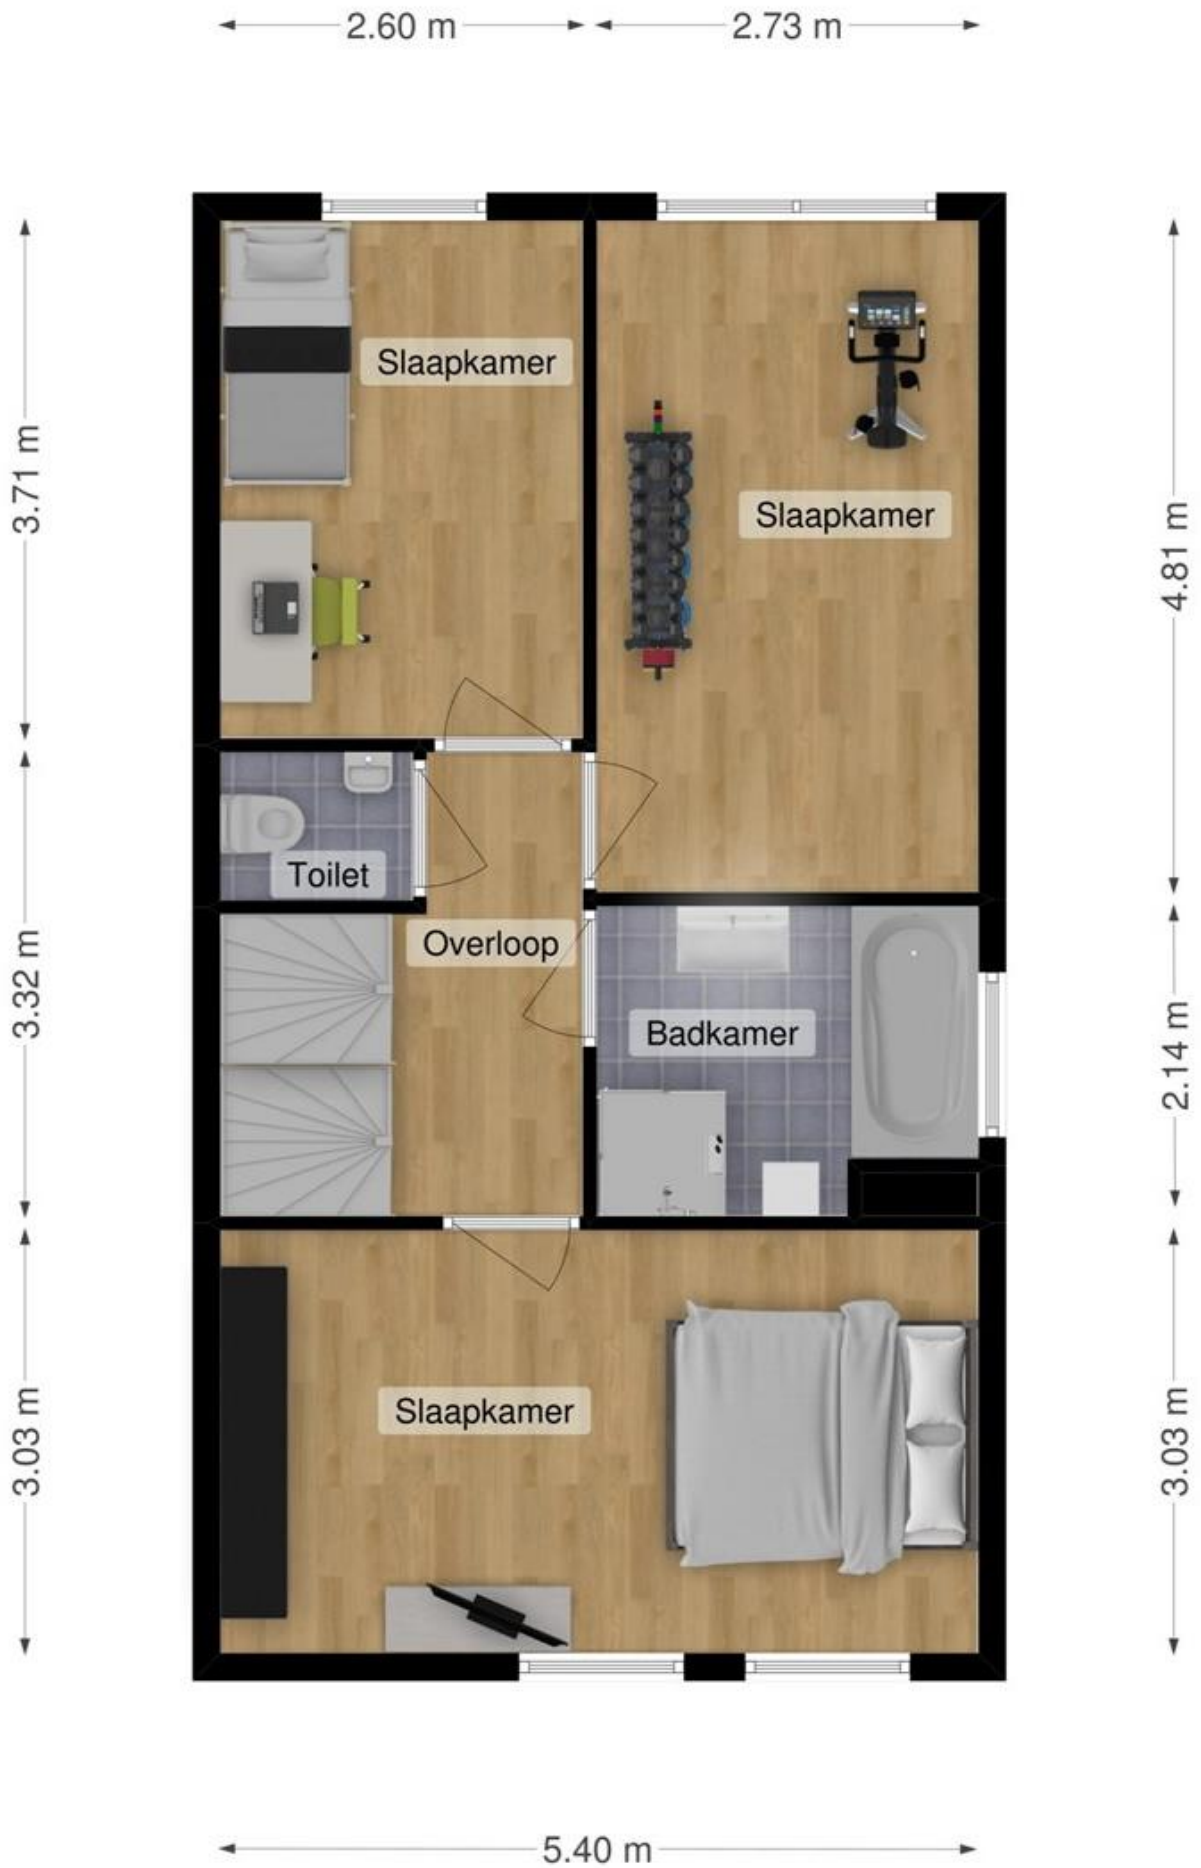 2.60 m
2.73 m
Slaapkamer
3.71 m
Slaapkamer
4.81 m
Toilet
Overloop
3.32 m
Badkamer
2.14 m
Slaapkamer
3.03 m
3.03 m
5.40 m